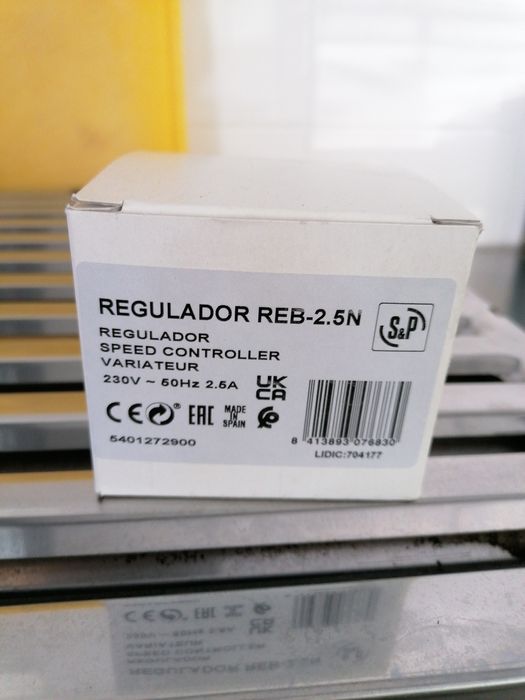 REGULADOR REB-2.5N
S&P
REGULADOR
SPEED CONTROLLER
VARIATEUR
230V ~ 50Hz 2.5A
UK
CA
CE
EAC
MADE
IN
SPAIN
5401272900
8 413893 076830
LIDIC:704177